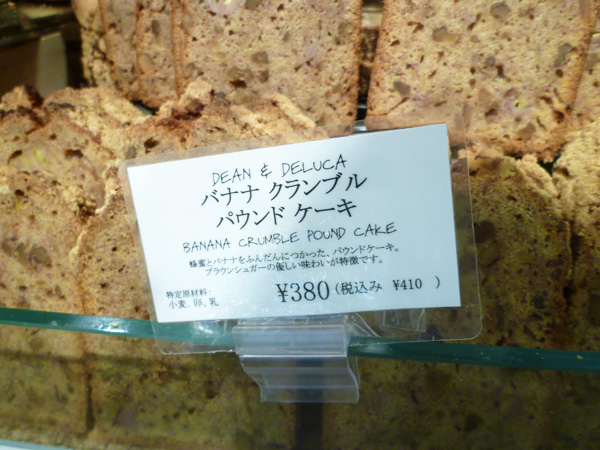 DEAN & DELUCA
バナナ クランブル
パウンド ケーキ
BANANA CRUMBLE POUND CAKE
蜂蜜とバナナをふんだんにつかった、パウンドケーキ。
ブラウンシュガーの優しい味わいが特徴です。
特定原材料:
小麦、卵、乳
¥380(税込み ¥410 )